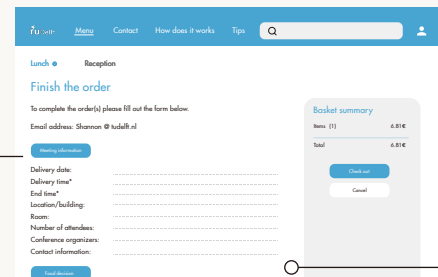 Menu Contact How does it works Tips
Lunch Reception
Finish the order
To complete the order(s) please fill out the form below.
Email address: Shannon @ tudelft.nl
Meeting information
Delivery date:
Delivery time*
End time*
Location/building:
Room:
Number of attendees:
Conference organizers:
Contact information:
Food decision
Basket summary
Items (1) 6.81€
Total 6.81€
Check out
Cancel